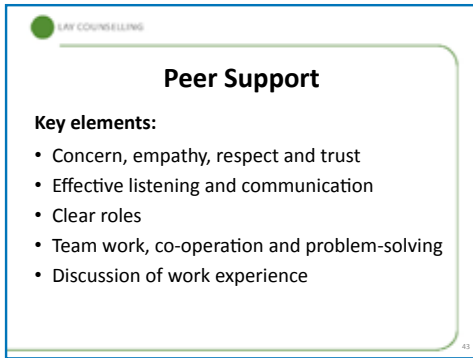 LAY COUNSELLING
Peer Support
Key elements:
• Concern, empathy, respect and trust
• Effective listening and communication
• Clear roles
• Team work, co-operation and problem-solving
• Discussion of work experience
43